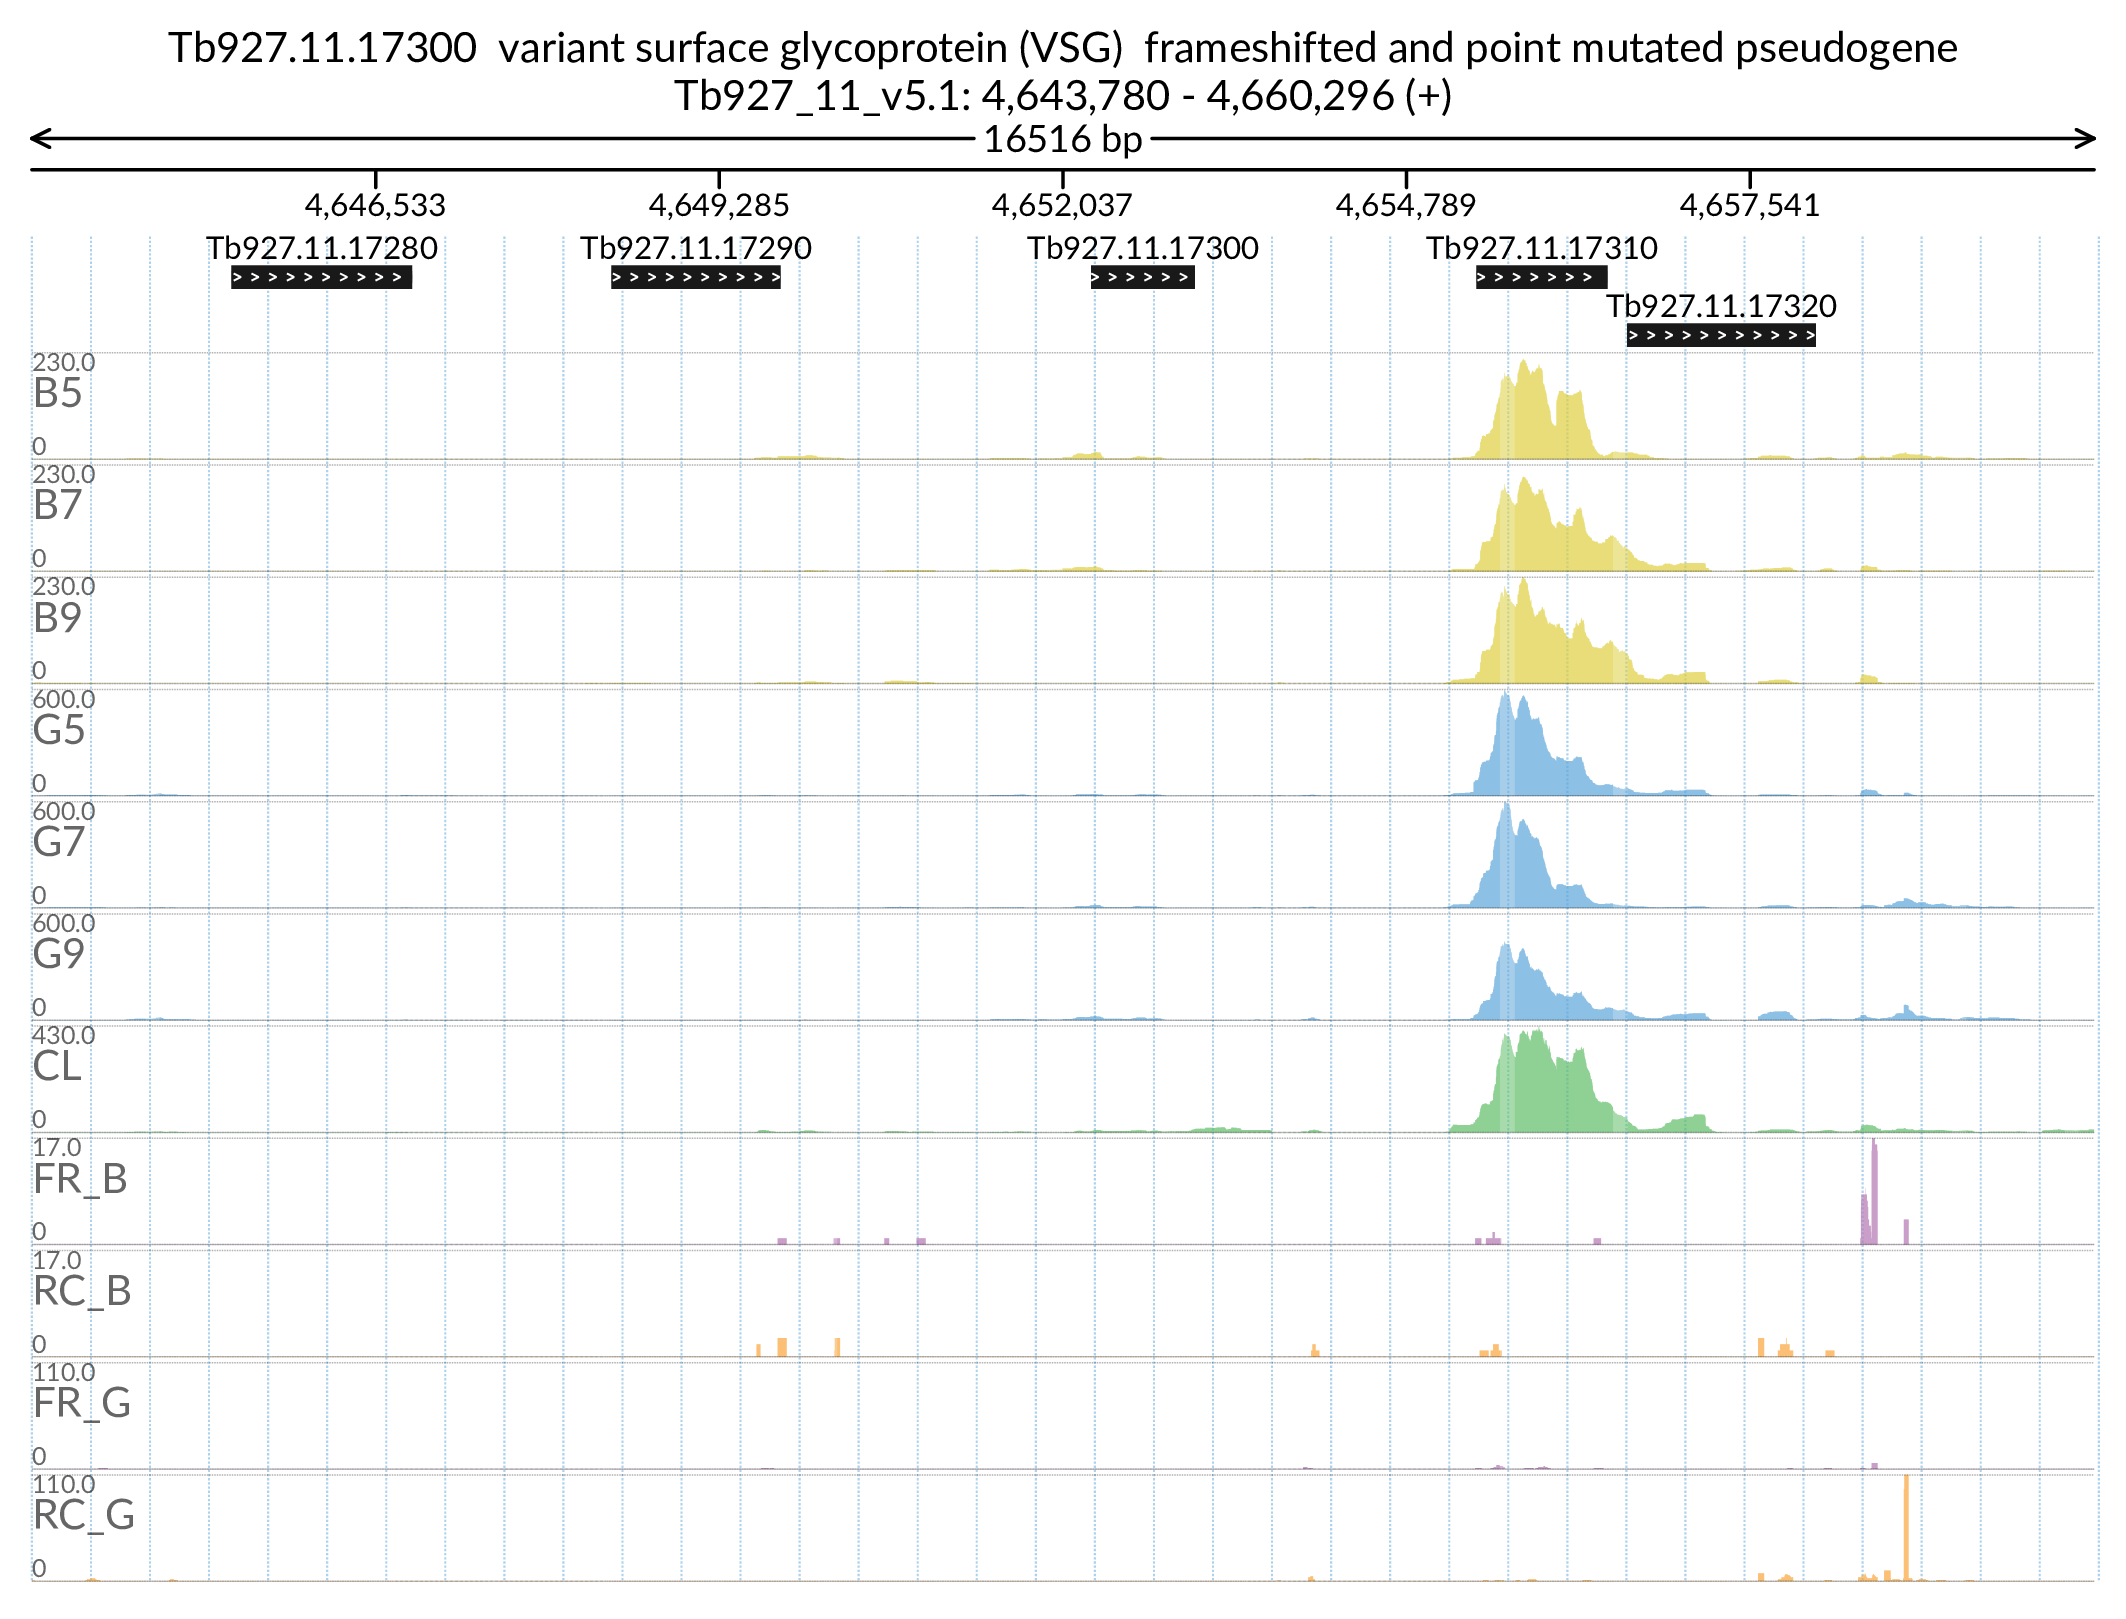 Tb927.11.17300 variant surface glycoprotein (VSG) frameshifted and point mutated pseudogene
Tb927_11_v5.1: 4,643,780 - 4,660,296 (+)
16516 bp
4,646,533 4,649,285 4,652,037 4,654,789 4,657,541
Tb927.11.17280 Tb927.11.17290 Tb927.11.17300 Tb927.11.17310
Tb927.11.17320
230.0
B5
0
230.0
B7
0
230.0
B9
0
600.0
G5
0
600.0
G7
0
600.0
G9
0
430.0
CL
0
17.0
FR_B
0
17.0
RC_B
0
110.0
FR_G
0
110.0
RC_G
0